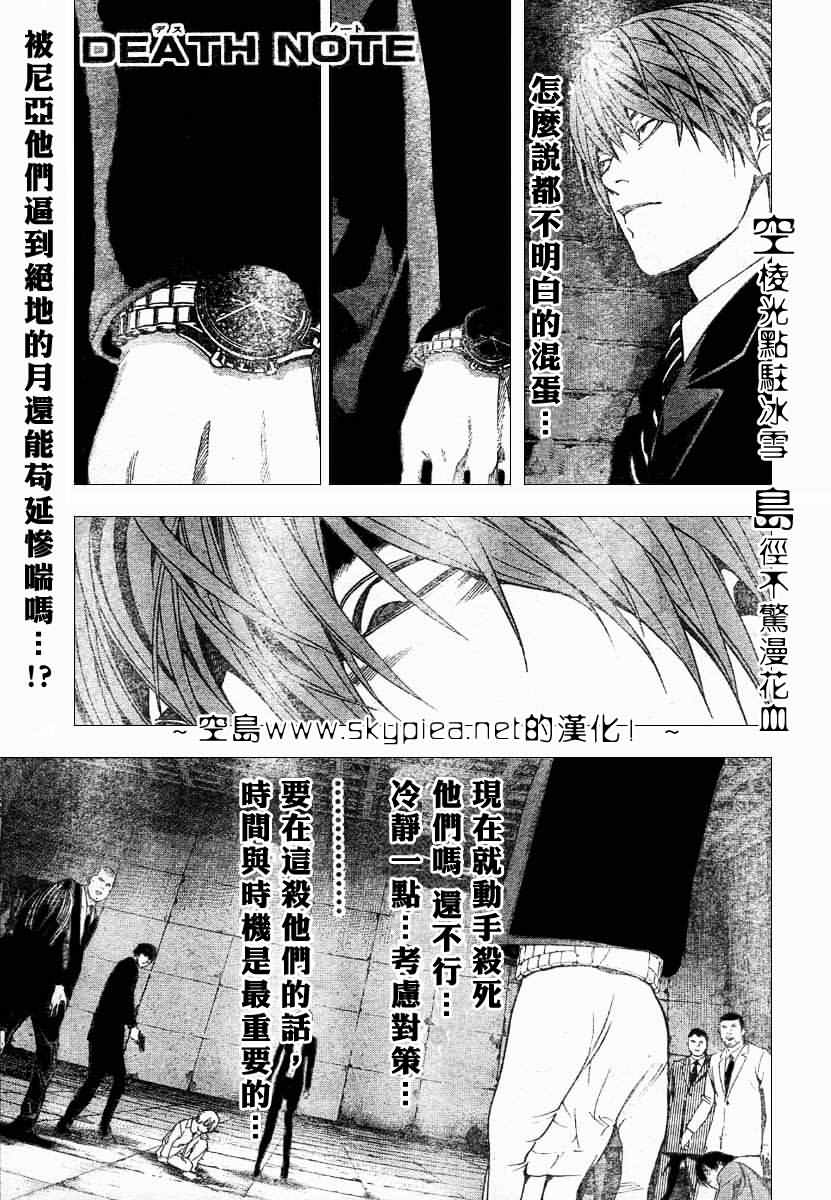 DEATH NOTE
デス
ノート
怎麼說都不明白的混蛋…
被尼亞他們逼到絕地的月還能苟延慘喘嗎…!?
空棱光點駐冰雪 島徑不驚漫花血
~ 空島www.skypiea.net的漢化! ~
現在就動手殺死
他們嗎 還不行…
冷靜一點…考慮對策…
………………
要在這殺他們的話，
時間與時機是最重要的…